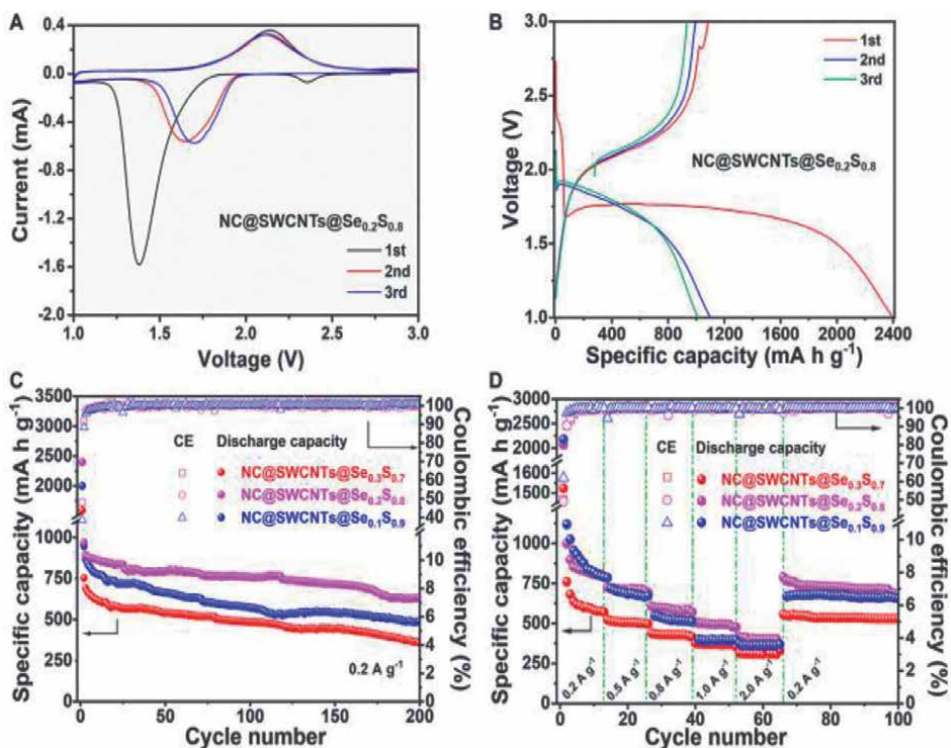 A
0.4
0.0
-0.4
-0.8
-1.2
-1.6
-2.0
Current (mA)
NC@SWCNTs@Se0.2S0.8
1st
2nd
3rd
1.0 1.5 2.0 2.5 3.0
Voltage (V)
B
3.0
2.5
2.0
1.5
1.0
Voltage (V)
1st
2nd
3rd
NC@SWCNTs@Se0.2S0.8
0 400 800 1200 1600 2000 2400
Specific capacity (mA h g-1)
C
3500
3000
2500
2000
1000
750
500
250
0
Specific capacity (mA h g-1)
CE Discharge capacity
NC@SWCNTs@Se0.3S0.7
NC@SWCNTs@Se0.2S0.8
NC@SWCNTs@Se0.1S0.9
0.2 A g-1
100
90
80
70
60
50
40
10
8
6
4
2
0
Coulombic efficiency (%)
0 50 100 150 200
Cycle number
D
3000
2750
2500
1600
1500
1000
750
500
250
0
Specific capacity (mA h g-1)
CE Discharge capacity
NC@SWCNTs@Se0.3S0.7
NC@SWCNTs@Se0.2S0.8
NC@SWCNTs@Se0.1S0.9
0.2 A g-1
0.5 A g-1
0.8 A g-1
1.0 A g-1
2.0 A g-1
0.2 A g-1
100
90
80
70
60
50
10
8
6
4
2
0
Coulombic efficiency (%)
0 20 40 60 80 100
Cycle number